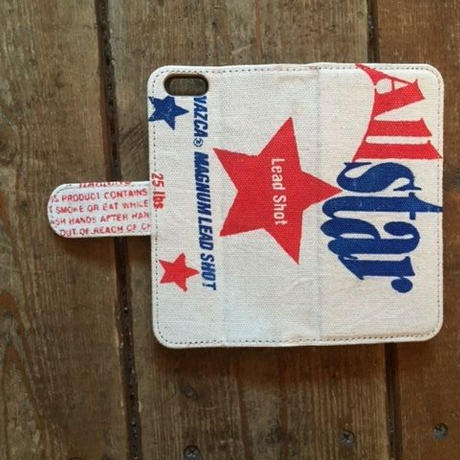 All
star
Lead Shot
VAZCA® MAGNUM LEAD SHOT
25 lbs
PRODUCT CONTAINS
SMOKE OR EAT WHILE
HANDS AFTER HAN
OUT OF REACH OF